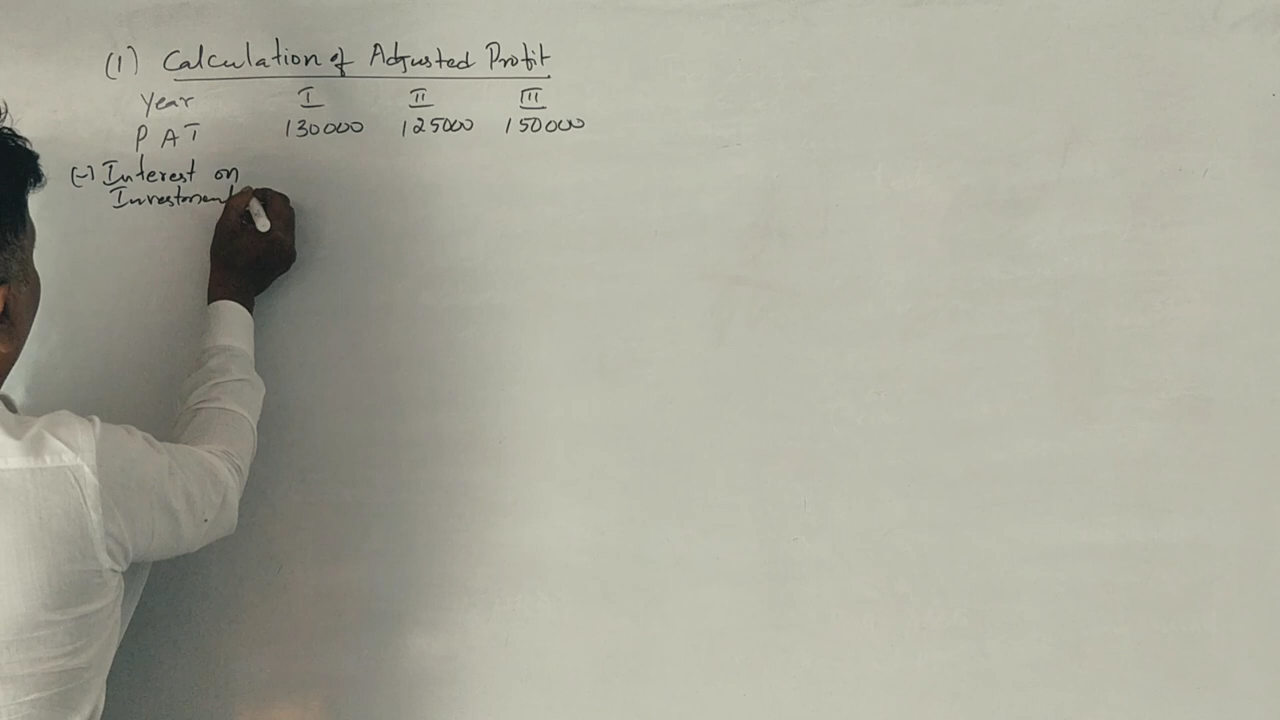 (1) Calculation of Adjusted Profit
Year I II III
PAT 130000 125000 150000
(-) Interest on
Investment